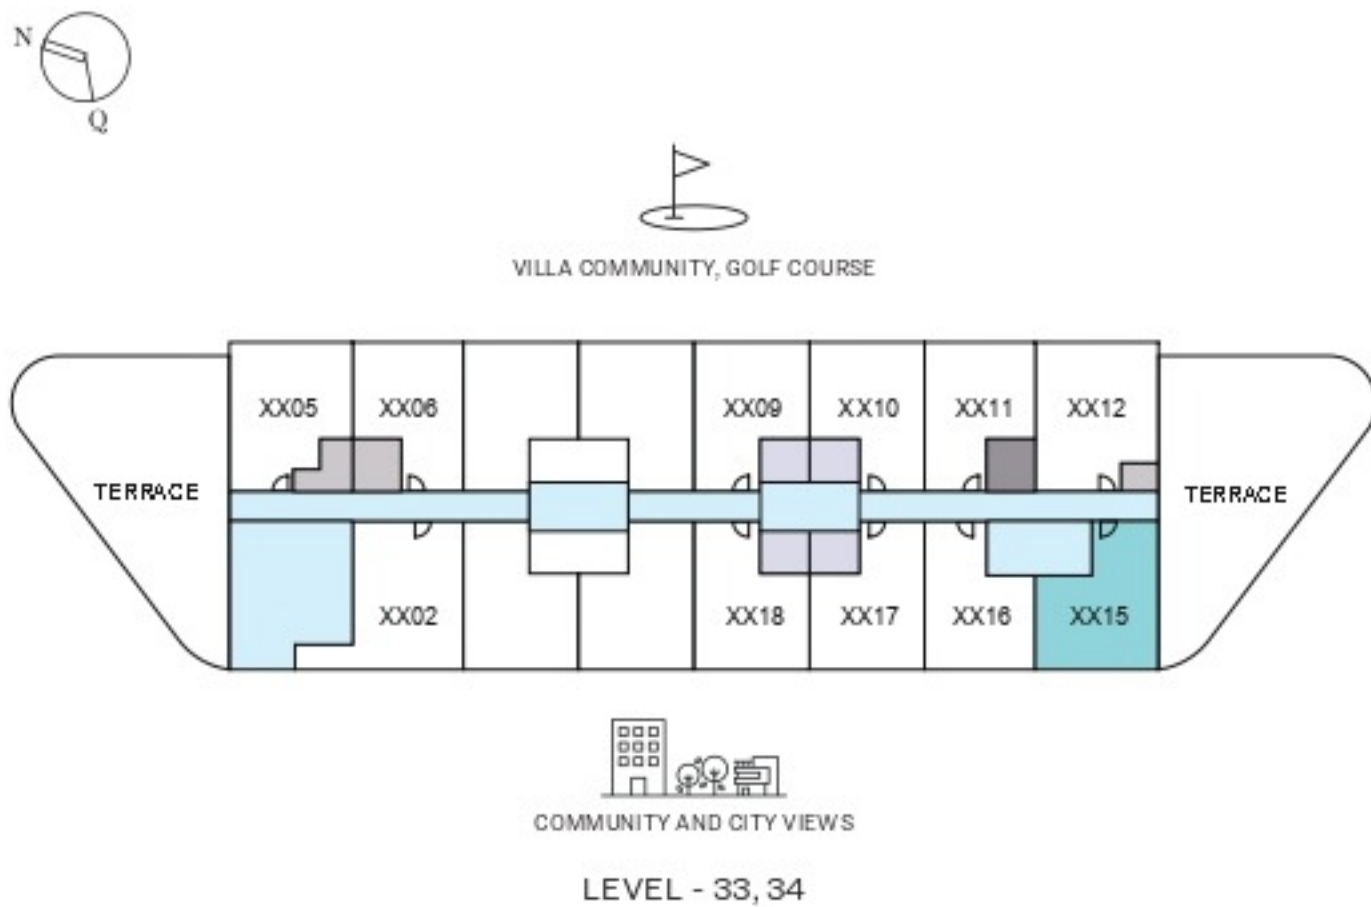 N
Q
VILLA COMMUNITY, GOLF COURSE
XX05 XX06 XX09 XX10 XX11 XX12
TERRACE TERRACE
XX02 XX18 XX17 XX16 XX15
COMMUNITY AND CITY VIEWS
LEVEL - 33, 34